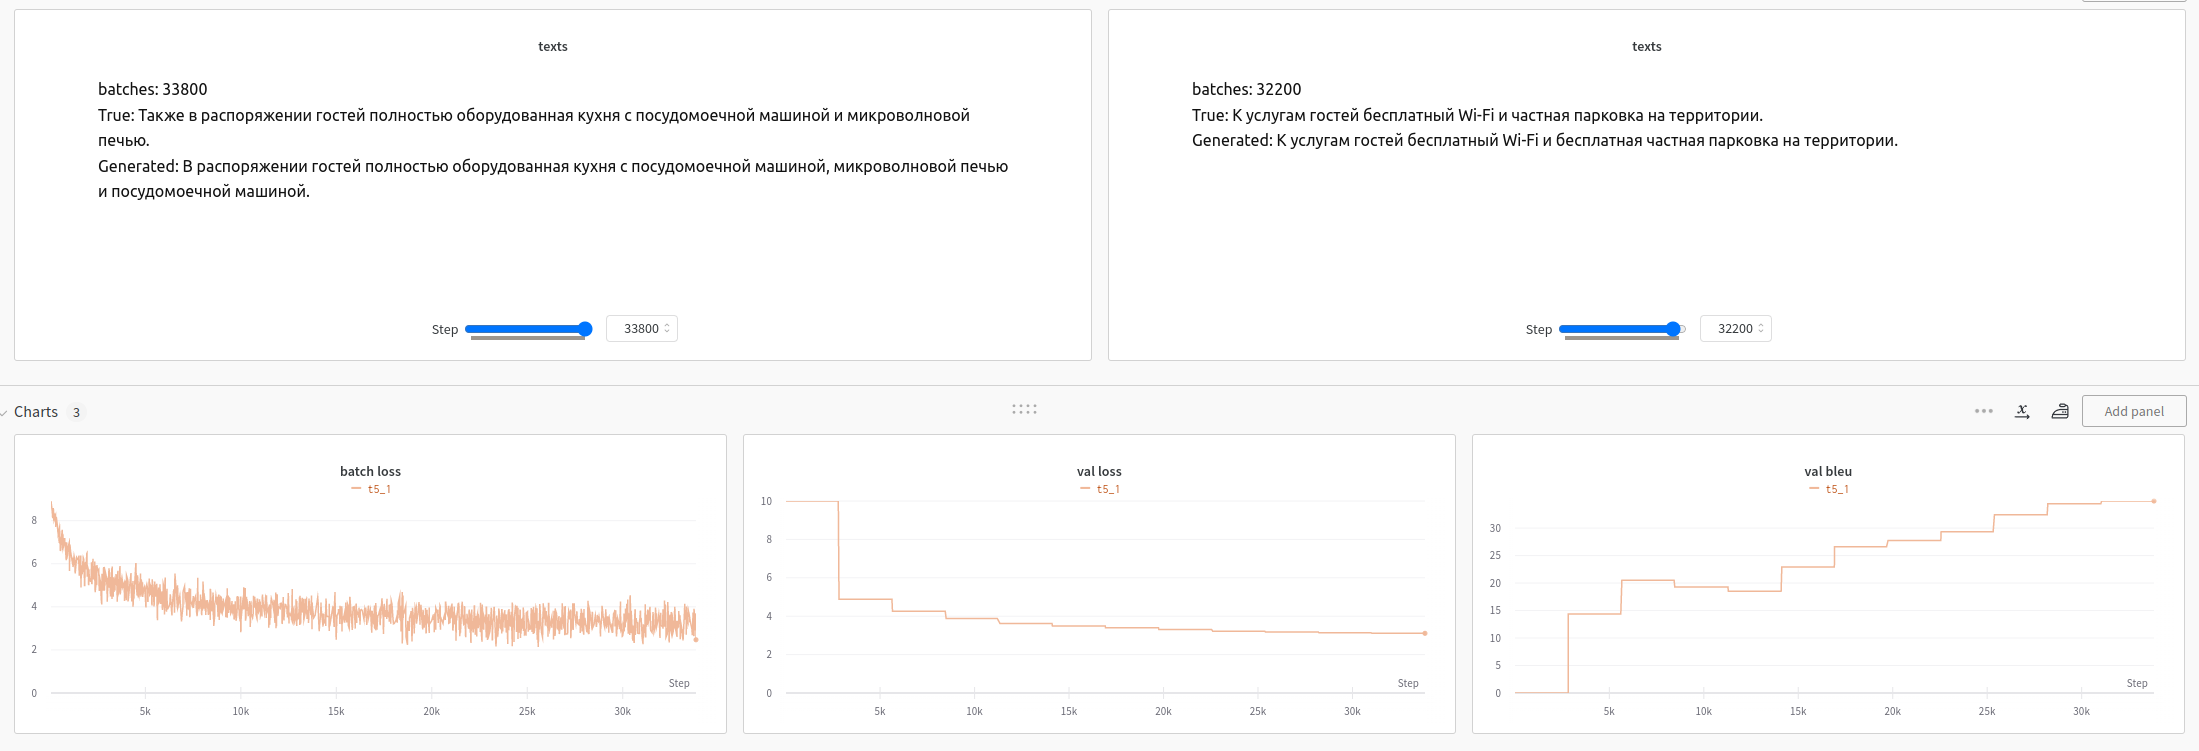 texts
batches: 33800
True: Также в распоряжении гостей полностью оборудованная кухня с посудомоечной машиной и микроволновой
печью.
Generated: В распоряжении гостей полностью оборудованная кухня с посудомоечной машиной, микроволновой печью
и посудомоечной машиной.
Step 33800
texts
batches: 32200
True: К услугам гостей бесплатный Wi-Fi и частная парковка на территории.
Generated: К услугам гостей бесплатный Wi-Fi и бесплатная частная парковка на территории.
Step 32200
Charts 3
Add panel
batch loss
t5_1
8
6
4
2
0
Step
5k 10k 15k 20k 25k 30k
val loss
t5_1
10
8
6
4
2
0
Step
5k 10k 15k 20k 25k 30k
val bleu
t5_1
30
25
20
15
10
5
0
Step
5k 10k 15k 20k 25k 30k